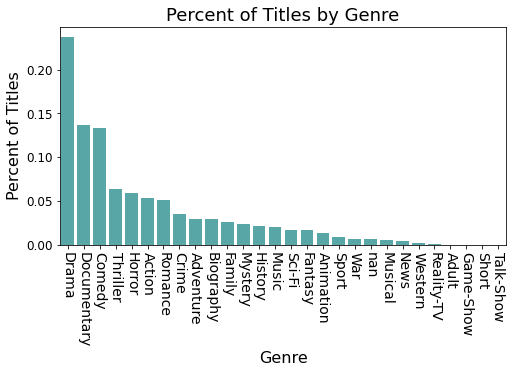 Percent of Titles by Genre
Percent of Titles
0.20
0.15
0.10
0.05
0.00
Drama
Documentary
Comedy
Thriller
Horror
Action
Romance
Crime
Adventure
Biography
Family
Mystery
History
Music
Sci-Fi
Fantasy
Animation
Sport
War
nan
Musical
News
Western
Reality-TV
Adult
Game-Show
Short
Talk-Show
Genre